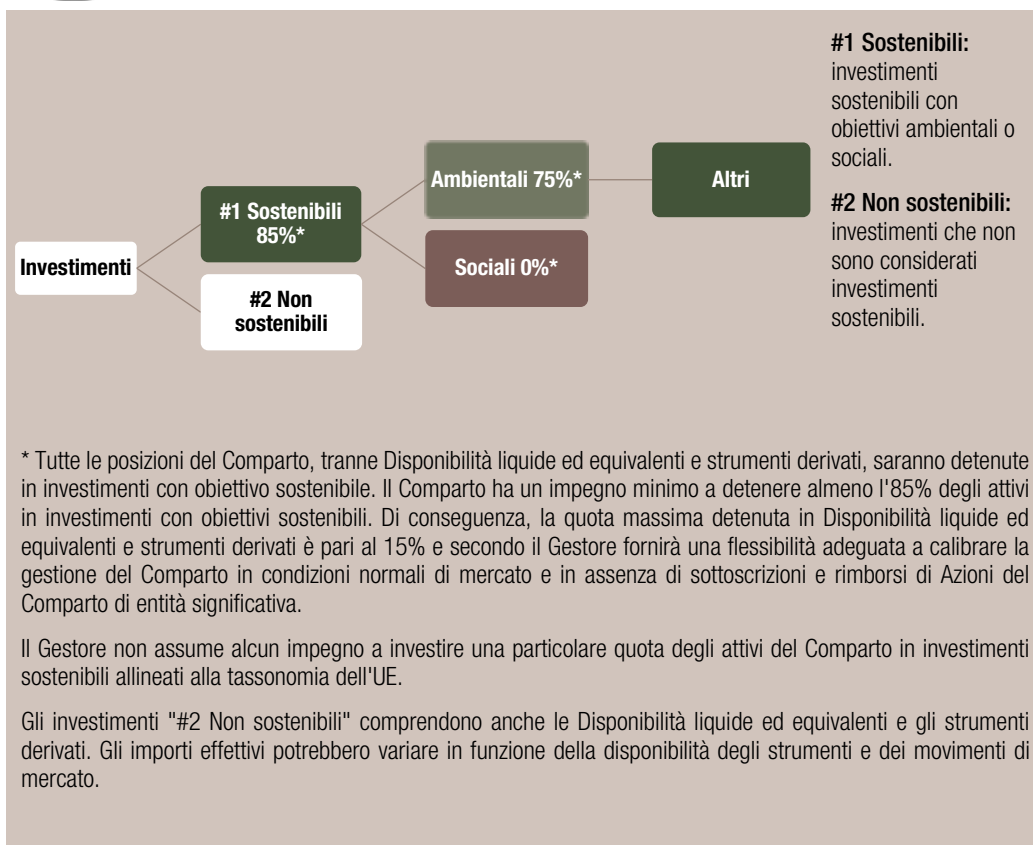 Investimenti
#1 Sostenibili
85%*
#2 Non
sostenibili
Ambientali 75%*
Sociali 0%*
Altri
#1 Sostenibili:
investimenti
sostenibili con
obiettivi ambientali o
sociali.
#2 Non sostenibili:
investimenti che non
sono considerati
investimenti
sostenibili.
* Tutte le posizioni del Comparto, tranne Disponibilità liquide ed equivalenti e strumenti derivati, saranno detenute
in investimenti con obiettivo sostenibile. Il Comparto ha un impegno minimo a detenere almeno l'85% degli attivi
in investimenti con obiettivi sostenibili. Di conseguenza, la quota massima detenuta in Disponibilità liquide ed
equivalenti e strumenti derivati è pari al 15% e secondo il Gestore fornirà una flessibilità adeguata a calibrare la
gestione del Comparto in condizioni normali di mercato e in assenza di sottoscrizioni e rimborsi di Azioni del
Comparto di entità significativa.
Il Gestore non assume alcun impegno a investire una particolare quota degli attivi del Comparto in investimenti
sostenibili allineati alla tassonomia dell'UE.
Gli investimenti "#2 Non sostenibili" comprendono anche le Disponibilità liquide ed equivalenti e gli strumenti
derivati. Gli importi effettivi potrebbero variare in funzione della disponibilità degli strumenti e dei movimenti di
mercato.